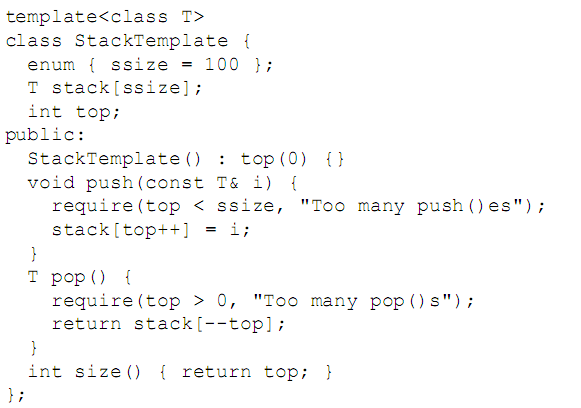 template<class T>
class StackTemplate {
  enum { ssize = 100 };
  T stack[ssize];
  int top;
public:
  StackTemplate() : top(0) {}
  void push(const T& i) {
    require(top < ssize, "Too many push()es");
    stack[top++] = i;
  }
  T pop() {
    require(top > 0, "Too many pop()s");
    return stack[--top];
  }
  int size() { return top; }
};